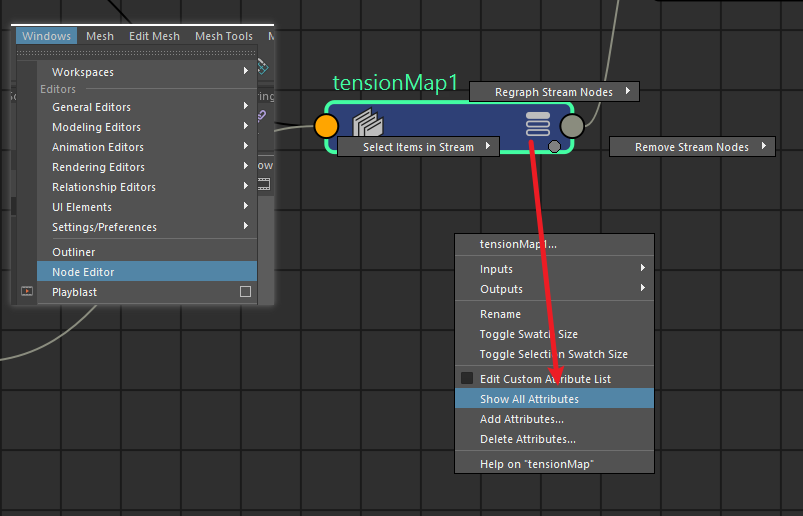 Windows Mesh Edit Mesh Mesh Tools
Workspaces
Editors
General Editors
Modeling Editors
Animation Editors
Rendering Editors
Relationship Editors
UI Elements
Settings/Preferences
Outliner
Node Editor
Playblast
tensionMap1
Regraph Stream Nodes
Select Items in Stream
Remove Stream Nodes
tensionMap1...
Inputs
Outputs
Rename
Toggle Swatch Size
Toggle Selection Swatch Size
Edit Custom Attribute List
Show All Attributes
Add Attributes...
Delete Attributes...
Help on "tensionMap"